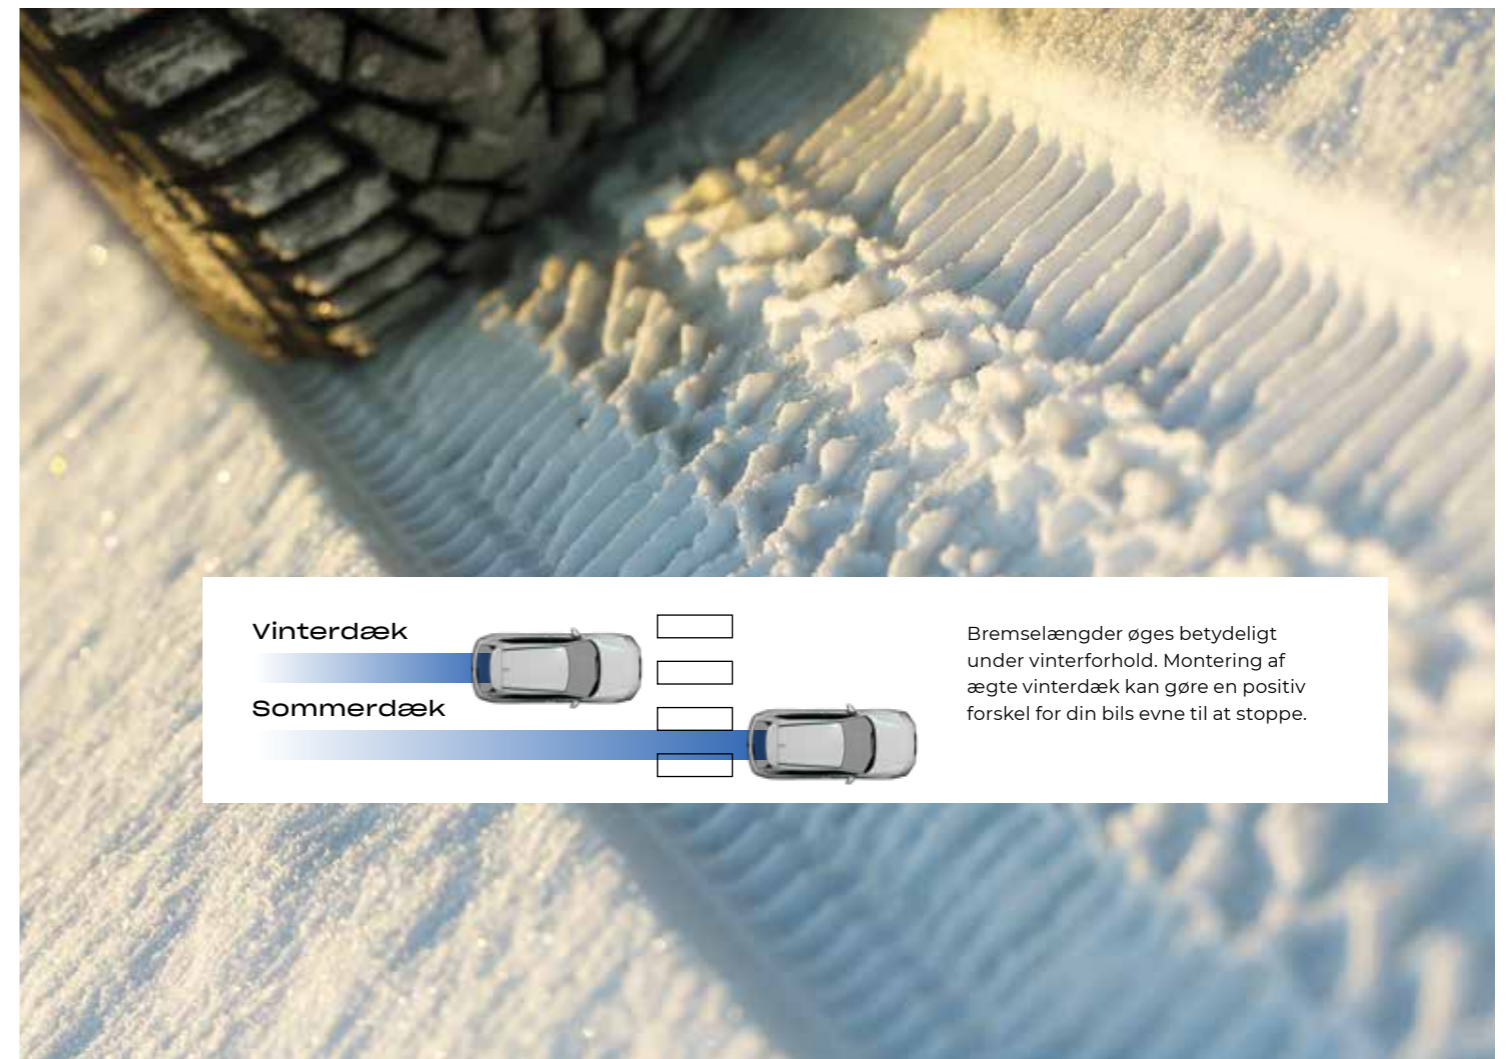 Vinterdæk
Sommerdæk
Bremselængder øges betydeligt
under vinterforhold. Montering af
ægte vinterdæk kan gøre en positiv
forskel for din bils evne til at stoppe.